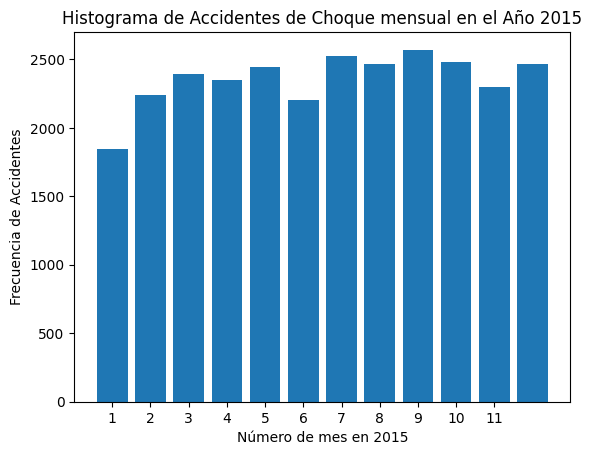 Histograma de Accidentes de Choque mensual en el Año 2015
Frecuencia de Accidentes
2500
2000
1500
1000
500
0
1 2 3 4 5 6 7 8 9 10 11
Número de mes en 2015